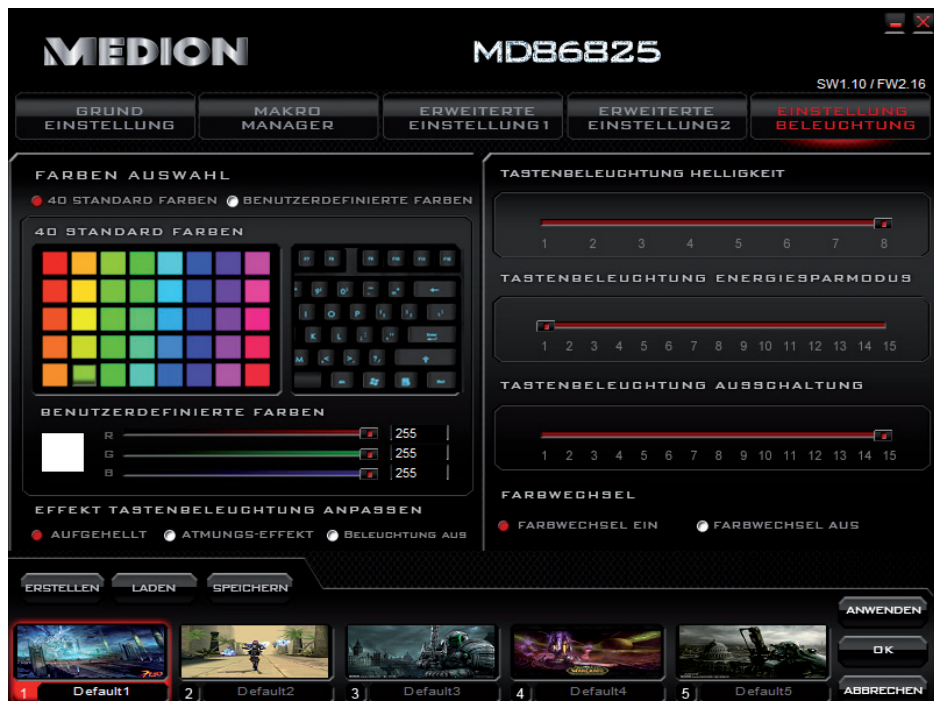 MEDION
MD86825
SW1.10 / FW2.16
GRUND EINSTELLUNG
MAKRO MANAGER
ERWEITERTE EINSTELLUNG1
ERWEITERTE EINSTELLUNG2
EINSTELLUNG BELEUCHTUNG
FARBEN AUSWAHL
40 STANDARD FARBEN
BENUTZERDEFINIERTE FARBEN
40 STANDARD FARBEN
I O P
K L
M
BENUTZERDEFINIERTE FARBEN
R 255
G 255
B 255
EFFEKT TASTENBELEUCHTUNG ANPASSEN
AUFGEHELLT
ATMUNGS-EFFEKT
BELEUCHTUNG AUS
TASTENBELEUCHTUNG HELLIGKEIT
1 2 3 4 5 6 7 8
TASTENBELEUCHTUNG ENERGIESPARMODUS
1 2 3 4 5 6 7 8 9 10 11 12 13 14 15
TASTENBELEUCHTUNG AUSSCHALTUNG
1 2 3 4 5 6 7 8 9 10 11 12 13 14 15
FARBWECHSEL
FARBWECHSEL EIN
FARBWECHSEL AUS
ERSTELLEN
LADEN
SPEICHERN
ANWENDEN
OK
ABBRECHEN
7UP
1 Default1
2 Default2
3 Default3
4 Default4
5 Default5